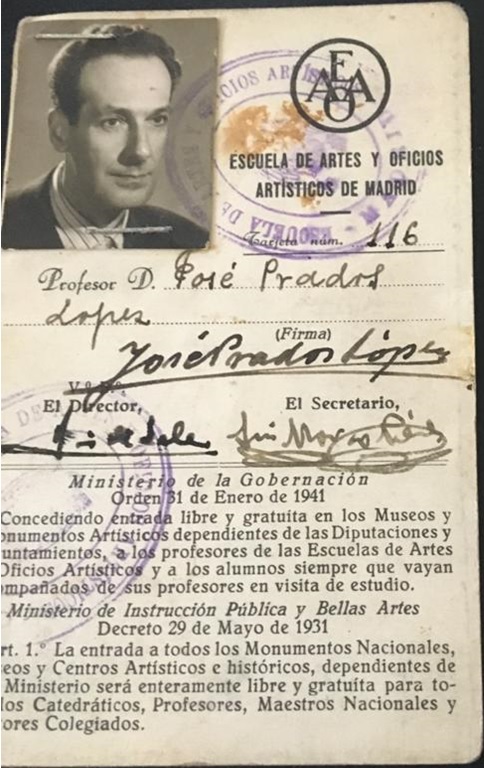 AEAAO
ESCUELA DE ARTES Y OFICIOS
ARTÍSTICOS DE MADRID
Tarjeta núm. 116
Profesor D. José Prados
Lopez
(Firma)
José Prados López
V.º B.º
El Director,
El Secretario,
Ministerio de la Gobernación
Orden 31 de Enero de 1941
Concediendo entrada libre y gratuita en los Museos y
onumentos Artísticos dependientes de las Diputaciones y
untamientos, a los profesores de las Escuelas de Artes
Oficios Artísticos y a los alumnos siempre que vayan
ompañados de sus profesores en visita de estudio.
Ministerio de Instrucción Pública y Bellas Artes
Decreto 29 de Mayo de 1931
rt. 1.° La entrada a todos los Monumentos Nacionales,
eos y Centros Artísticos e históricos, dependientes de
Ministerio será enteramente libre y gratuita para to-
los Catedráticos, Profesores, Maestros Nacionales y
ores Colegiados.